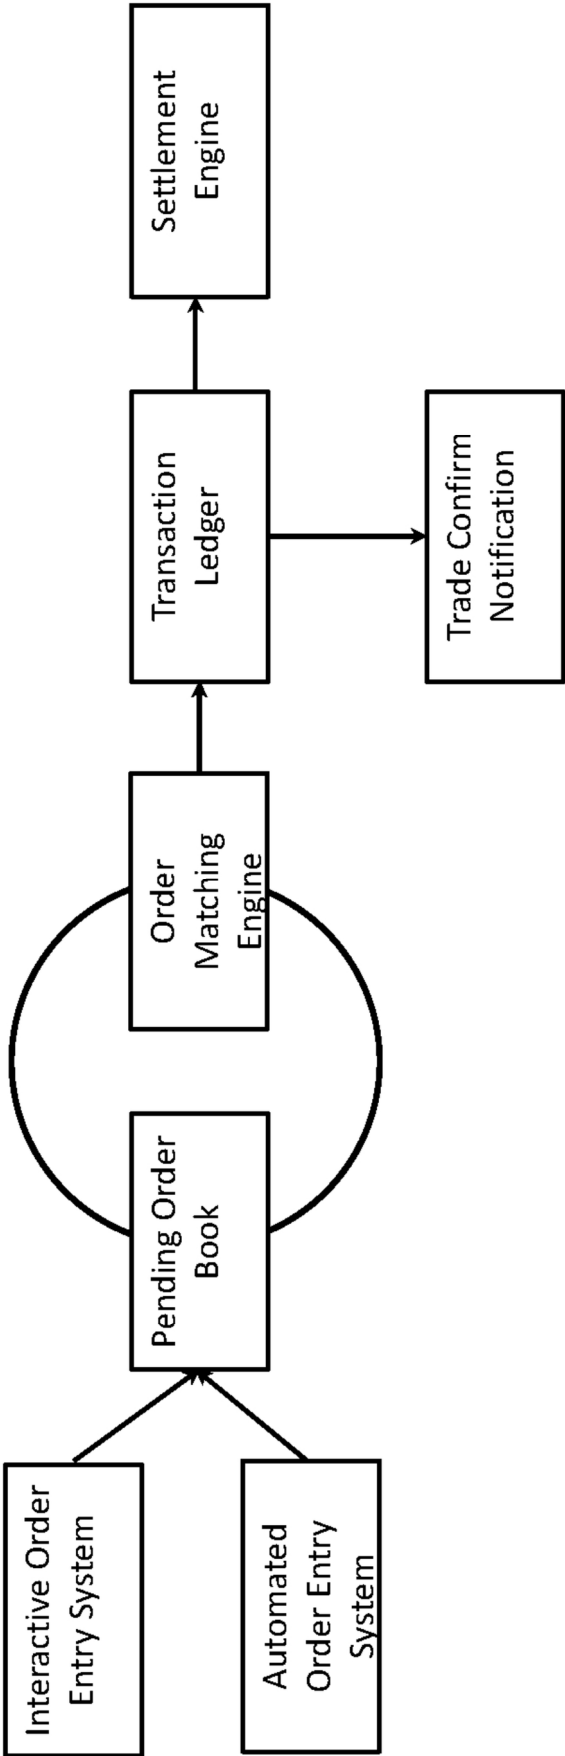 Interactive Order
Entry System
Automated
Order Entry
System
Pending Order
Book
Order
Matching
Engine
Transaction
Ledger
Trade Confirm
Notification
Settlement
Engine